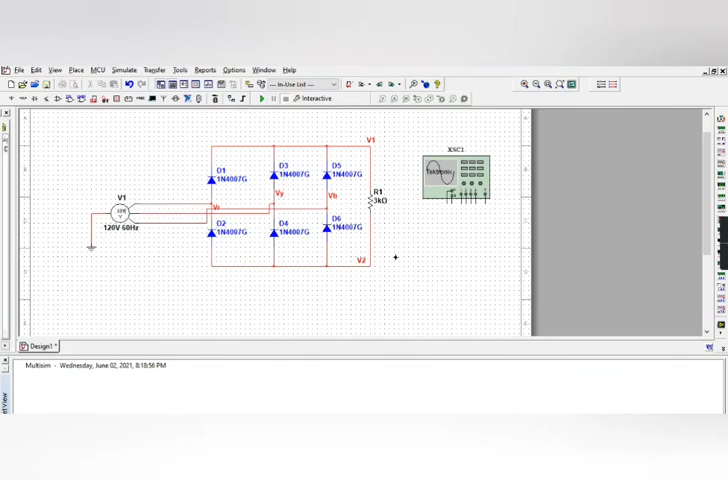 File Edit View Place MCU Simulate Transfer Tools Reports Options Window Help
--- In-Use List ---
Interactive
V1
XSC1
D1
1N4007G
D3
1N4007G
D5
1N4007G
Tektronix
V1
Vy
Vb
R1
3kΩ
Vr
D2
1N4007G
D4
1N4007G
D6
1N4007G
120V 60Hz
V2
Design1 *
Multisim - Wednesday, June 02, 2021, 8:18:56 PM